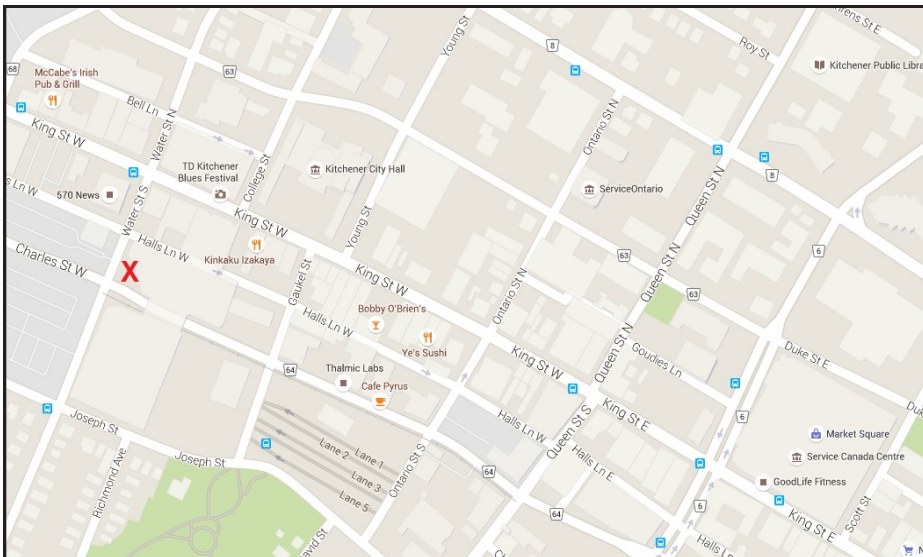 68
McCabe's Irish
Pub & Grill
King St W
Bell Ln
63
Water St N
College St
Young St
8
Roy St
Kitchener Public Libra
Ontario St N
TD Kitchener
Blues Festival
Kitchener City Hall
ServiceOntario
Queen St N
8
570 News
Water St S
Halls Ln W
King St W
Young St
Kinkaku Izakaya
63
6
Charles St W
X
Halls Ln W
Gaukel St
King St W
Ontario St N
Queen St N
63
Bobby O'Brien's
Ye's Sushi
Goudies Ln
Duke St E
Halls Ln W
Thalmic Labs
64
Cafe Pyrus
King St W
King St E
6
Joseph St
Joseph St
Richmond Ave
Lane 1
Lane 2
Lane 3
Lane 5
Ontario St S
Halls Ln W
Queen St S
Halls Ln E
64
64
Market Square
Service Canada Centre
GoodLife Fitness
6
King St E
Scott St